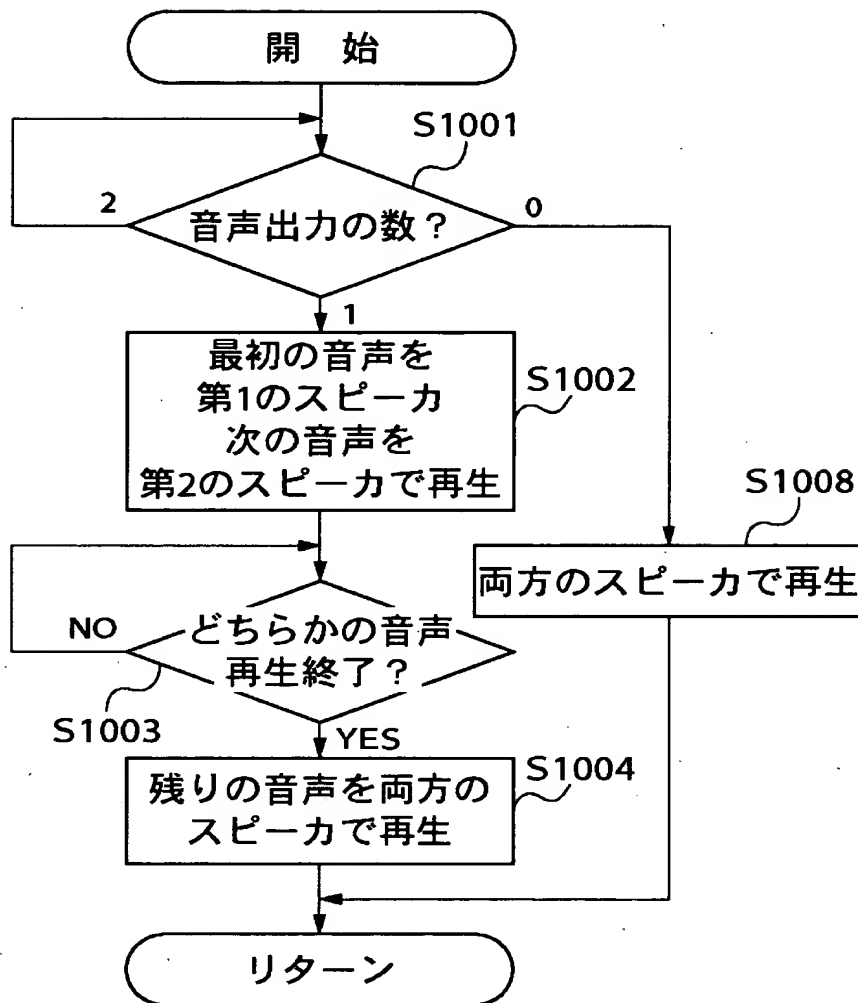 開 始
S1001
2
音声出力の数？
0
1
最初の音声を
第1のスピーカ
次の音声を
第2のスピーカで再生
S1002
S1008
両方のスピーカで再生
NO
どちらかの音声
再生終了？
S1003
YES
残りの音声を両方の
スピーカで再生
S1004
リターン